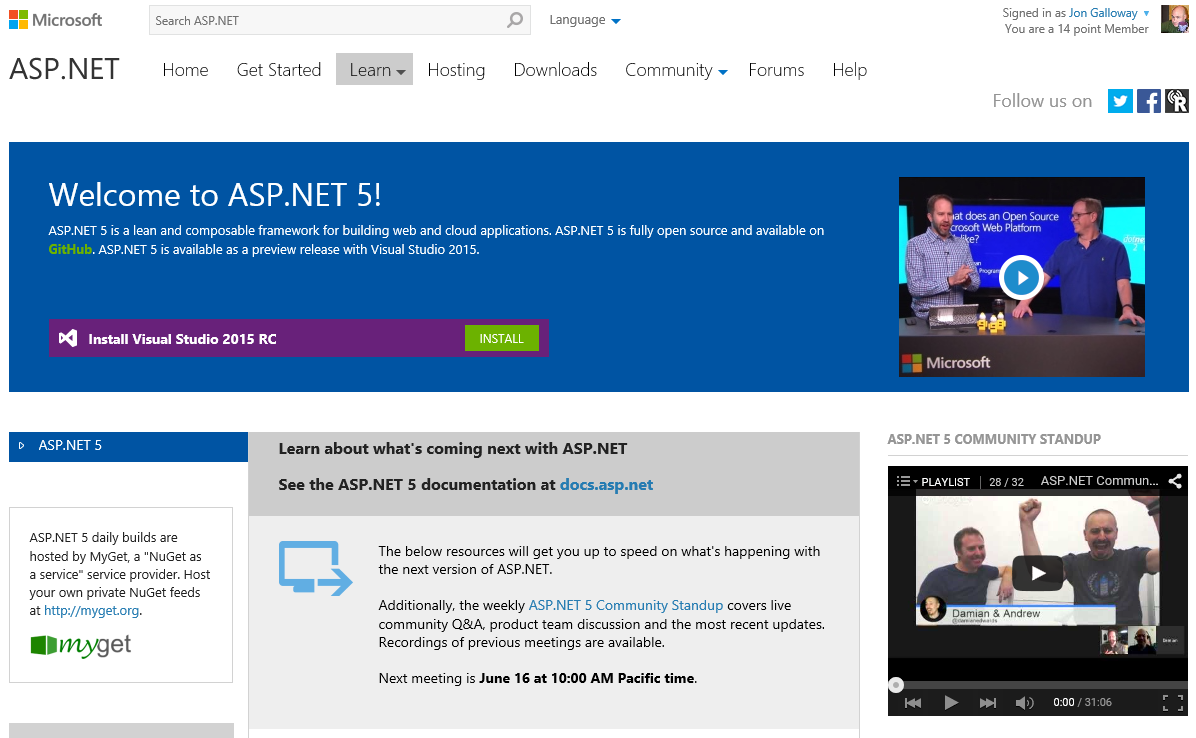 Microsoft
Search ASP.NET
Language
Signed in as Jon Galloway
You are a 14 point Member
ASP.NET
Home
Get Started
Learn
Hosting
Downloads
Community
Forums
Help
Follow us on
Welcome to ASP.NET 5!
ASP.NET 5 is a lean and composable framework for building web and cloud applications. ASP.NET 5 is fully open source and available on
GitHub. ASP.NET 5 is available as a preview release with Visual Studio 2015.
Install Visual Studio 2015 RC
INSTALL
does an Open Source
Microsoft Web Platform
like?
Microsoft
ASP.NET 5
ASP.NET 5 daily builds are
hosted by MyGet, a "NuGet as
a service" service provider. Host
your own private NuGet feeds
at http://myget.org.
myget
Learn about what's coming next with ASP.NET
See the ASP.NET 5 documentation at docs.asp.net
The below resources will get you up to speed on what's happening with
the next version of ASP.NET.
Additionally, the weekly ASP.NET 5 Community Standup covers live
community Q&A, product team discussion and the most recent updates.
Recordings of previous meetings are available.
Next meeting is June 16 at 10:00 AM Pacific time.
ASP.NET 5 COMMUNITY STANDUP
PLAYLIST
28 / 32
ASP.NET Commun...
Damian & Andrew
@damianedwards
Damian
0:00 / 31:06